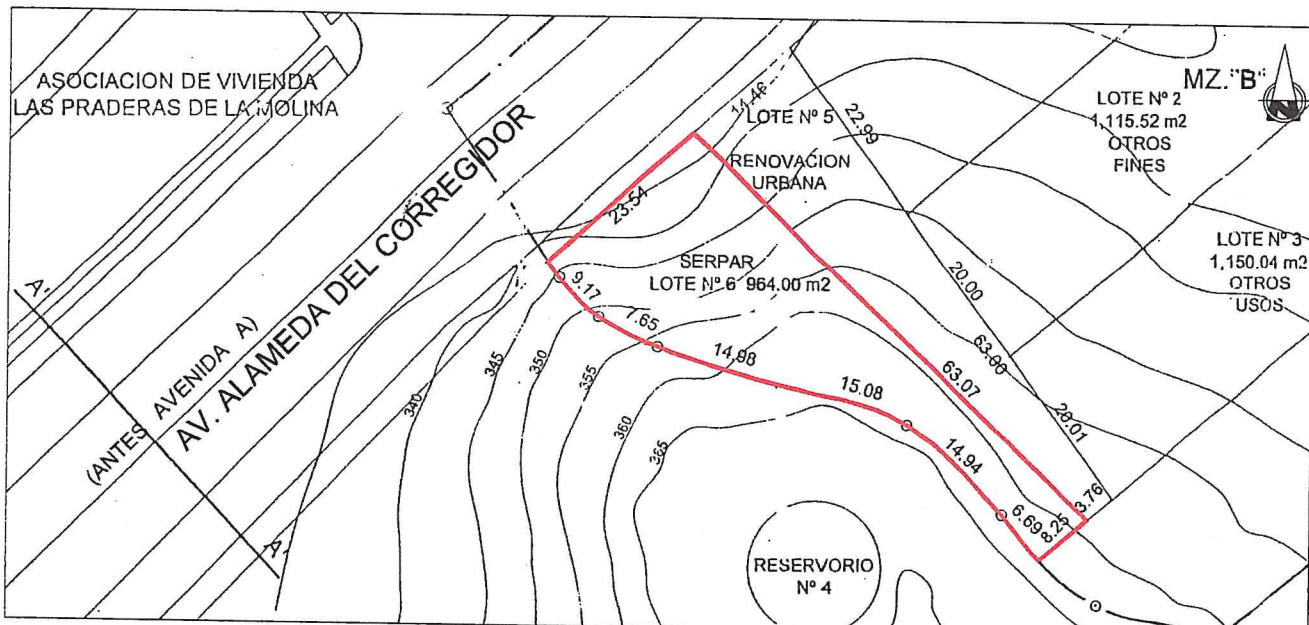 ASOCIACION DE VIVIENDA
LAS PRADERAS DE LA MOLINA
MZ. "B"
N
LOTE Nº 2
1,115.52 m2
OTROS
FINES
11.46
LOTE Nº 5
22.99
RENOVACION
URBANA
23.54
LOTE Nº 3
1,150.04 m2
OTROS
USOS
SERPAR
LOTE Nº 6 964.00 m2
20.00
63.00
63.07
20.01
3.76
8.25
6.69
14.94
15.08
14.98
7.65
9.17
A'
A'
(ANTES AVENIDA A)
AV. ALAMEDA DEL CORREGIDOR
340
345
350
355
360
365
RESERVORIO
Nº 4